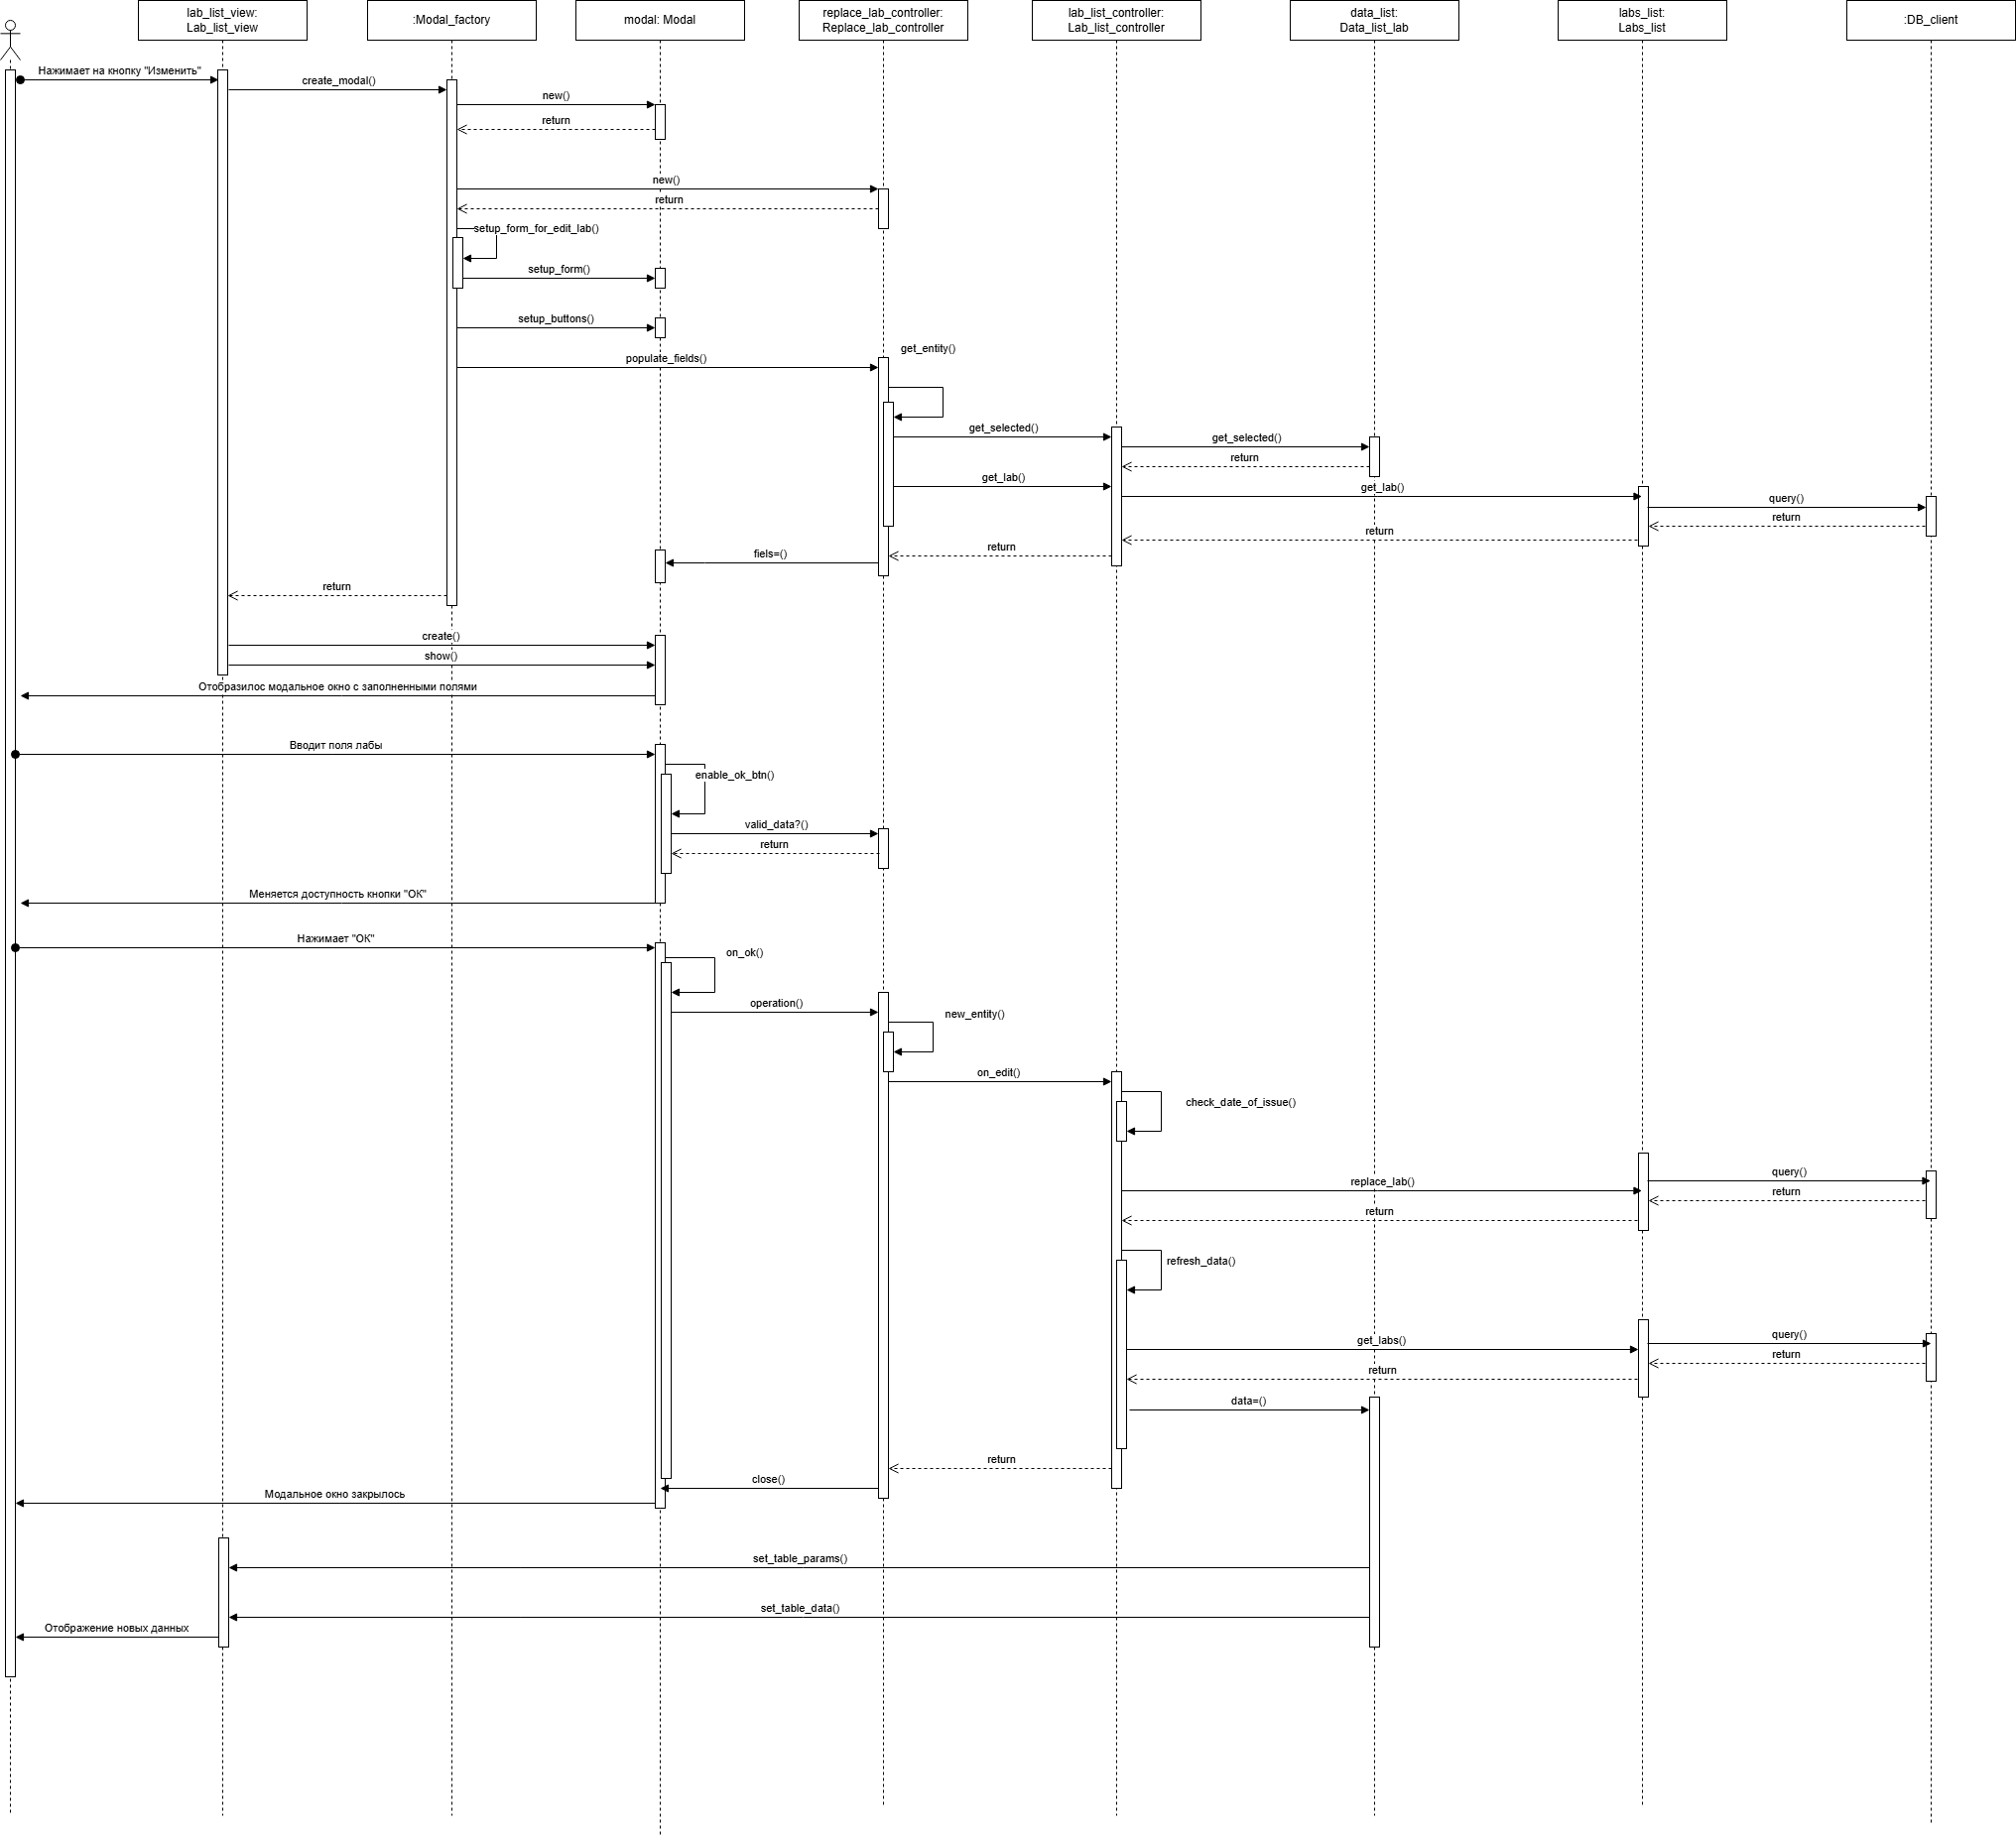 lab_list_view:
Lab_list_view
:Modal_factory
modal: Modal
replace_lab_controller:
Replace_lab_controller
lab_list_controller:
Lab_list_controller
data_list:
Data_list_lab
labs_list:
Labs_list
:DB_client
Нажимает на кнопку "Изменить"
create_modal()
new()
return
new()
return
setup_form_for_edit_lab()
setup_form()
setup_buttons()
get_entity()
populate_fields()
get_selected()
get_selected()
return
get_lab()
get_lab()
query()
return
return
return
fiels=()
return
create()
show()
Отобразилос модальное окно с заполненными полями
Вводит поля лабы
enable_ok_btn()
valid_data?()
return
Меняется доступность кнопки "ОК"
Нажимает "ОК"
on_ok()
operation()
new_entity()
on_edit()
check_date_of_issue()
query()
replace_lab()
return
return
refresh_data()
query()
get_labs()
return
return
data=()
return
close()
Модальное окно закрылось
set_table_params()
set_table_data()
Отображение новых данных